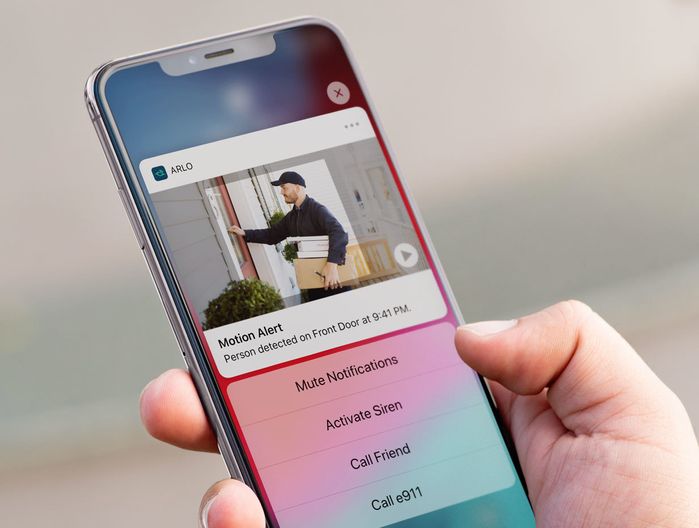 ARLO
Motion Alert
Person detected on Front Door at 9:41 PM.
Mute Notifications
Activate Siren
Call Friend
Call e911